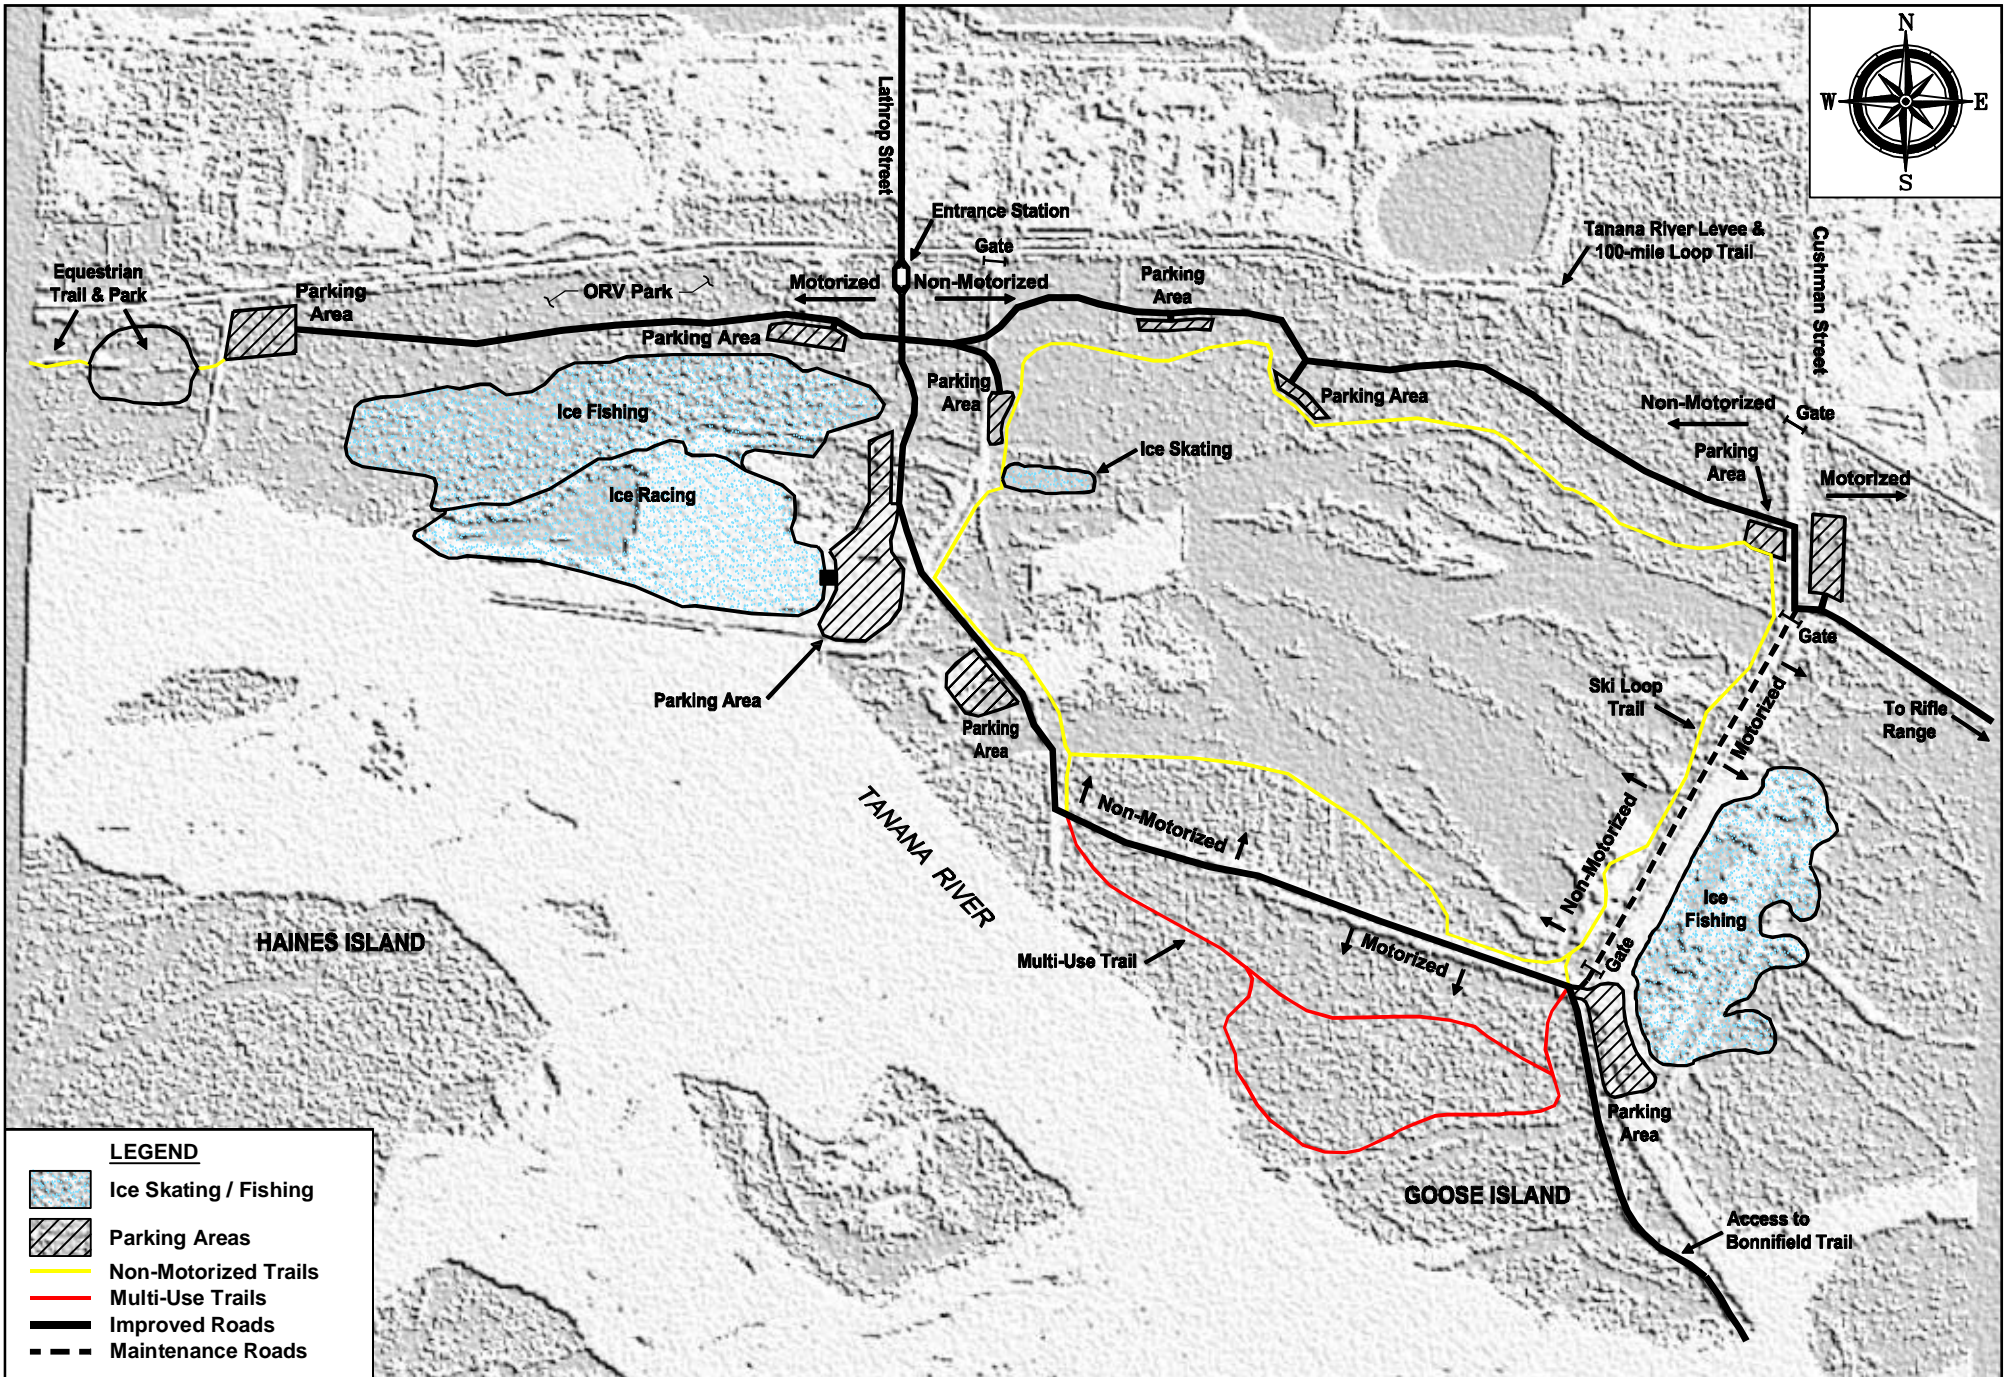 N
W
E
S
Lathrop Street
Entrance Station
Gate
Tanana River Levee &
100-mile Loop Trail
Cushman Street
Equestrian
Trail & Park
Parking
Area
ORV Park
Motorized
Non-Motorized
Parking
Area
Parking Area
Parking
Area
Parking Area
Non-Motorized
Gate
Ice Fishing
Ice Skating
Parking
Area
Motorized
Ice Racing
Gate
Parking Area
Ski Loop
Trail
Motorized
To Rifle
Range
Parking
Area
TANANA RIVER
Non-Motorized
Non-Motorized
Ice
Fishing
HAINES ISLAND
Multi-Use Trail
Motorized
Gate
Parking
Area
GOOSE ISLAND
Access to
Bonnifield Trail
LEGEND
Ice Skating / Fishing
Parking Areas
Non-Motorized Trails
Multi-Use Trails
Improved Roads
Maintenance Roads